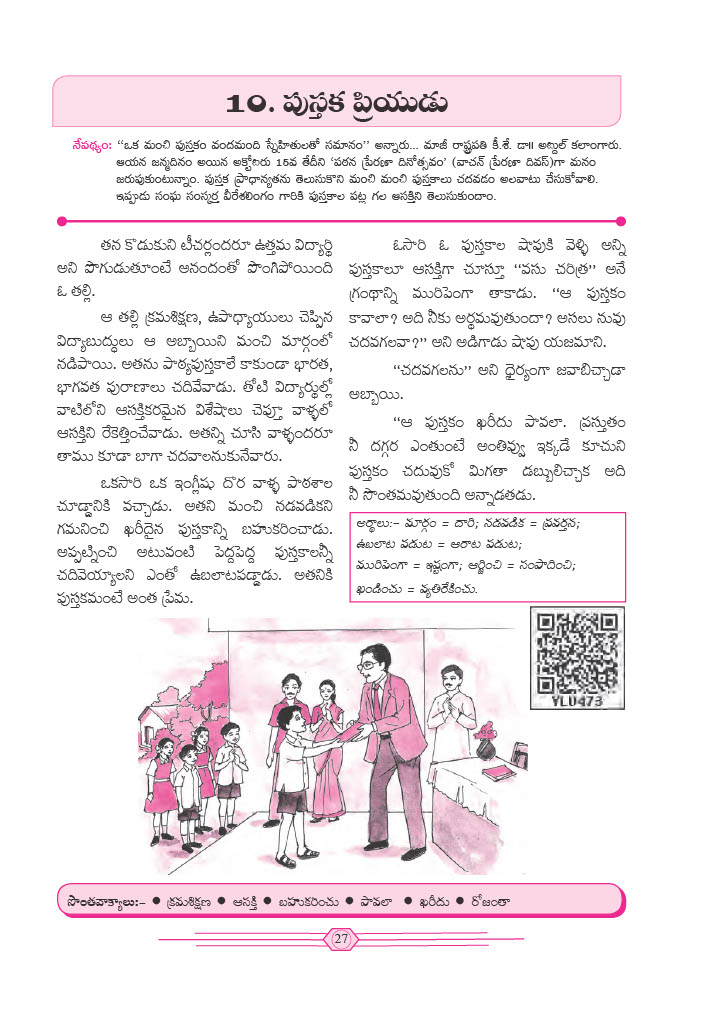 10. పుస్తక ప్రియుడు
నేపథ్యం: “ఒక మంచి పుస్తకం వందమంది స్నేహితులతో సమానం” అన్నారు... మాజీ రాష్ట్రపతి కీ.శే. డా॥ అబ్దుల్ కలాంగారు.
ఆయన జన్మదినం అయిన అక్టోబరు 15వ తేదీని ‘పఠన ప్రేరణా దినోత్సవం’ (వాచన్ ప్రేరణా దివస్)గా మనం
జరుపుకుంటున్నాం. పుస్తక ప్రాధాన్యతను తెలుసుకొని మంచి మంచి పుస్తకాలు చదవడం అలవాటు చేసుకోవాలి.
ఇప్పుడు సంఘ సంస్కర్త వీరేశలింగం గారికి పుస్తకాల పట్ల గల ఆసక్తిని తెలుసుకుందాం.
తన కొడుకుని టీచర్లందరూ ఉత్తమ విద్యార్థి
అని పొగుడుతూంటే ఆనందంతో పొంగిపోయింది
ఓ తల్లి.
ఆ తల్లి క్రమశిక్షణ, ఉపాధ్యాయులు చెప్పిన
విద్యాబుద్ధులు ఆ అబ్బాయిని మంచి మార్గంలో
నడిపాయి. అతను పాఠ్యపుస్తకాలే కాకుండా భారత,
భాగవత పురాణాలు చదివేవాడు. తోటి విద్యార్థుల్లో
వాటిలోని ఆసక్తికరమైన విశేషాలు చెప్తూ వాళ్ళలో
ఆసక్తిని రేకెత్తించేవాడు. అతన్ని చూసి వాళ్ళందరూ
తాము కూడా బాగా చదవాలనుకునేవారు.
ఒకసారి ఒక ఇంగ్లీషు దొర వాళ్ళ పాఠశాల
చూడ్డానికి వచ్చాడు. అతని మంచి నడవడికని
గమనించి ఖరీదైన పుస్తకాన్ని బహుకరించాడు.
అప్పట్నించి అటువంటి పెద్దపెద్ద పుస్తకాలన్నీ
చదివెయ్యాలని ఎంతో ఉబలాటపడ్డాడు. అతనికి
పుస్తకమంటే అంత ప్రేమ.
ఓసారి ఓ పుస్తకాల షాపుకి వెళ్ళి అన్ని
పుస్తకాలూ ఆసక్తిగా చూస్తూ “వసు చరిత్ర” అనే
గ్రంథాన్ని మురిపెంగా తాకాడు. “ఆ పుస్తకం
కావాలా? అది నీకు అర్థమవుతుందా? అసలు నువు
చదవగలవా?” అని అడిగాడు షాపు యజమాని.
“చదవగలను” అని ధైర్యంగా జవాబిచ్చాడా
అబ్బాయి.
“ఆ పుస్తకం ఖరీదు పావలా. ప్రస్తుతం
నీ దగ్గర ఎంతుంటే అంతివ్వు ఇక్కడే కూచుని
పుస్తకం చదువుకో మిగతా డబ్బులిచ్చాక అది
నీ సొంతమవుతుంది అన్నాడతడు.
అర్థాలు:– మార్గం = దారి; నడవడిక = ప్రవర్తన;
ఉబలాట పడుట = ఆరాట పడుట;
మురిపెంగా = ఇష్టంగా; ఆర్జించి = సంపాదించి;
ఖండించు = వ్యతిరేకించు.
YLU473
సొంతవాక్యాలు:– ● క్రమశిక్షణ ● ఆసక్తి ● బహుకరించు ● పావలా ● ఖరీదు ● రోజంతా
27